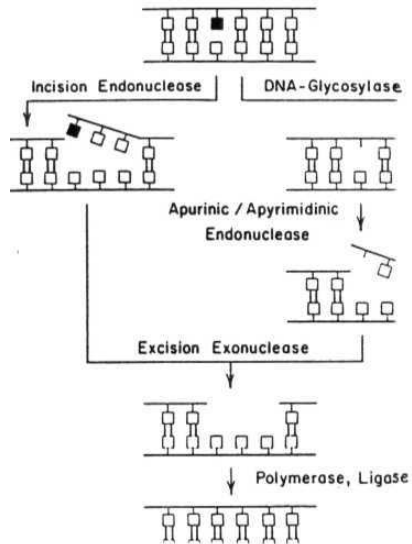 Incision Endonuclease
DNA-Glycosylase
Apurinic / Apyrimidinic
Endonuclease
Excision Exonuclease
Polymerase, Ligase